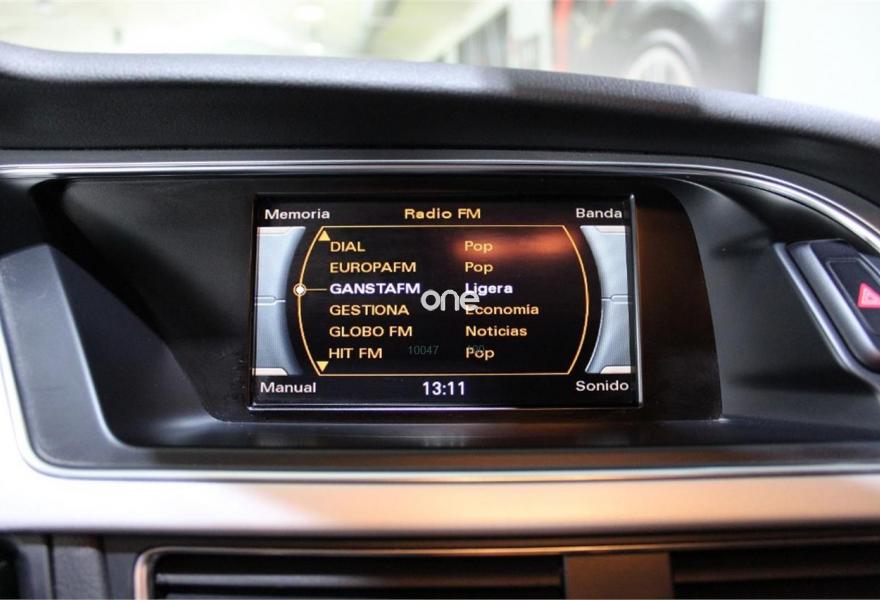 Memoria Radio FM Banda
DIAL Pop
EUROPAFM Pop
GANSTAFM Ligera
GESTIONA Economía
GLOBO FM Noticias
HIT FM Pop
Manual 13:11 Sonido
one
10047